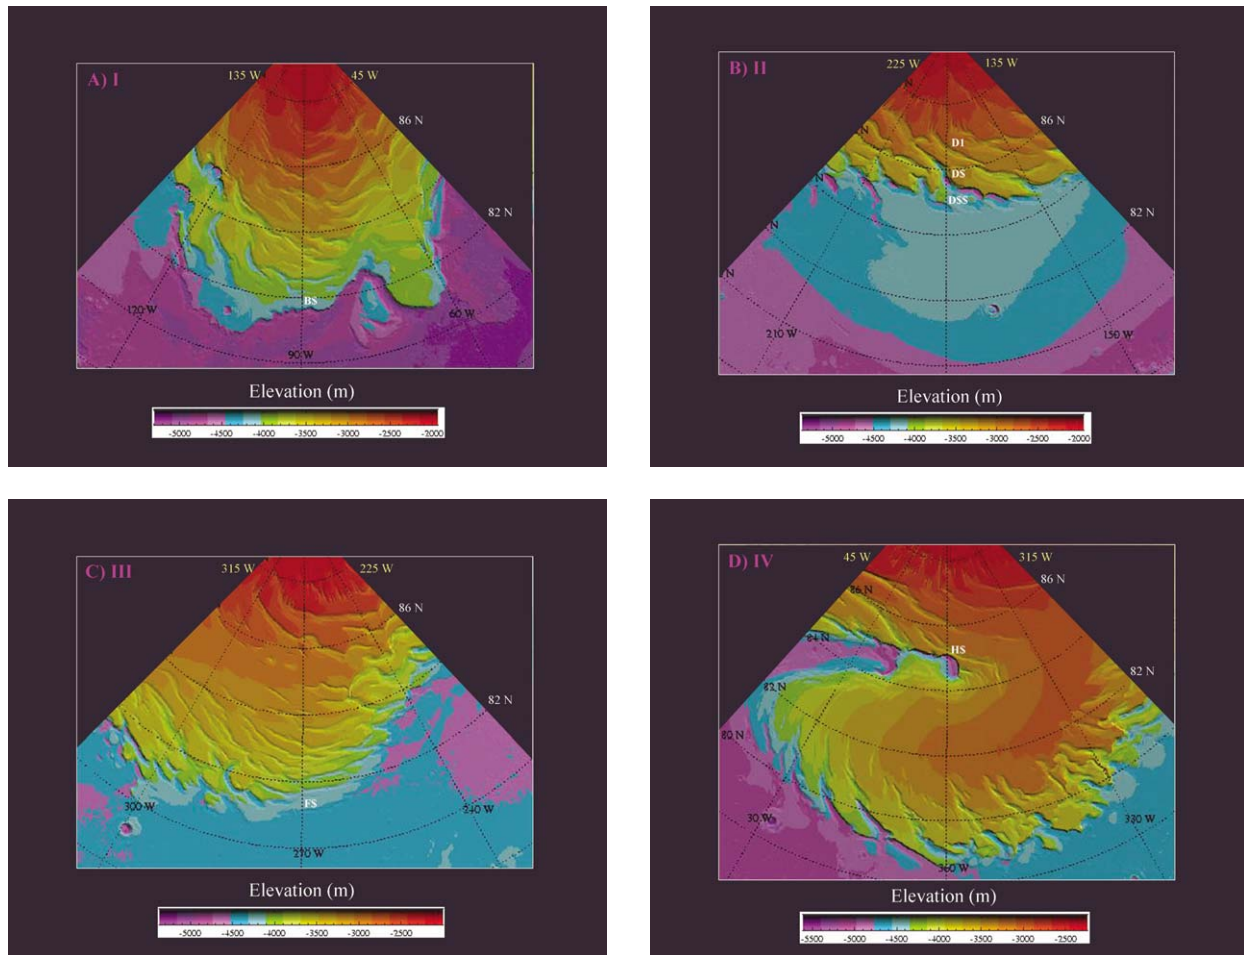 A) I
135 W 45 W
86 N
82 N
BS
120 W
60 W
90 W
Elevation (m)
-5000 -4500 -4000 -3500 -3000 -2500 -2000
B) II
225 W 135 W
N
86 N
N
D1
DS
N
DSS
82 N
N
N
210 W
150 W
Elevation (m)
-5000 -4500 -4000 -3500 -3000 -2500 -2000
C) III
315 W 225 W
86 N
82 N
FS
300 W
240 W
270 W
Elevation (m)
-5000 -4500 -4000 -3500 -3000 -2500
D) IV
45 W 315 W
86 N
86 N
84 N
HS
82 N
82 N
80 N
30 W
330 W
360 W
Elevation (m)
-5500 -5000 -4500 -4000 -3500 -3000 -2500